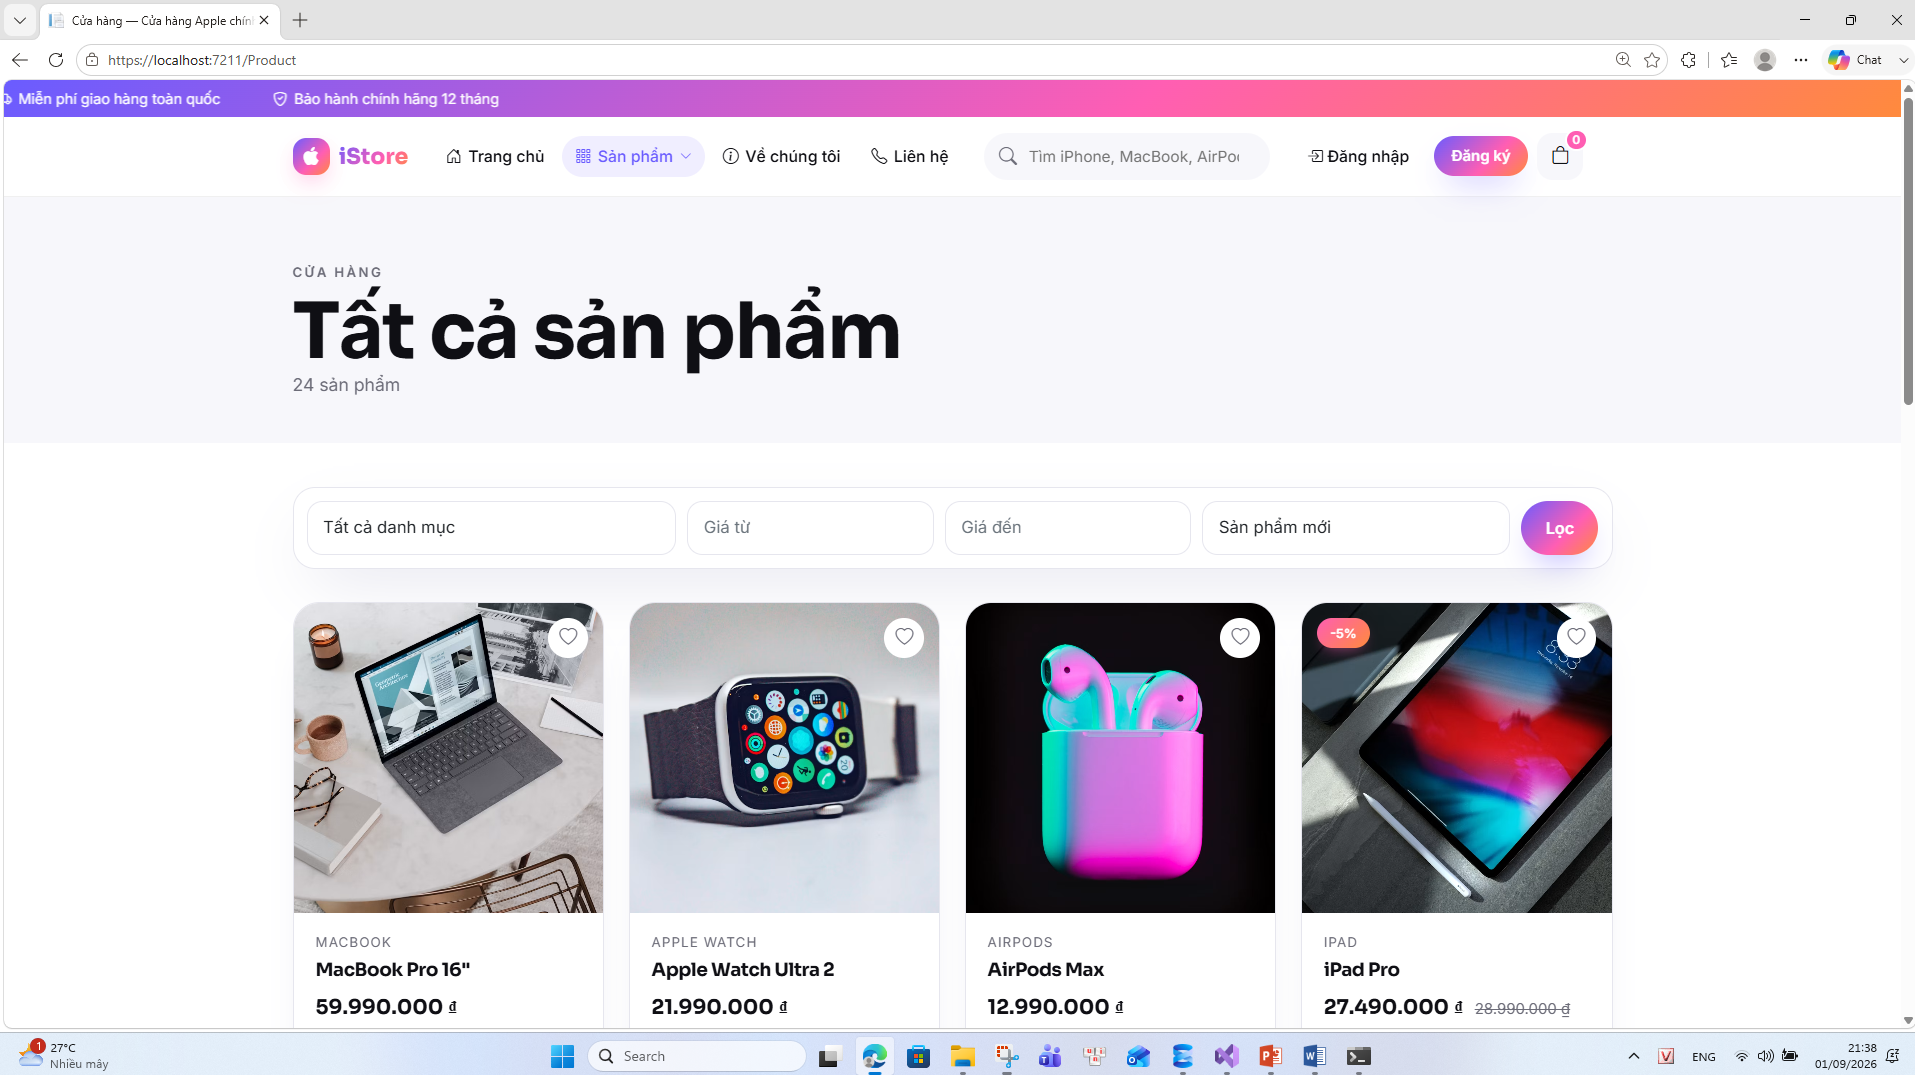 Cửa hàng — Cửa hàng Apple chính
https://localhost:7211/Product
Chat
Miễn phí giao hàng toàn quốc
Bảo hành chính hãng 12 tháng
iStore
Trang chủ
Sản phẩm
Về chúng tôi
Liên hệ
Tìm iPhone, MacBook, AirPo
Đăng nhập
Đăng ký
0
CỬA HÀNG
Tất cả sản phẩm
24 sản phẩm
Tất cả danh mục
Giá từ
Giá đến
Sản phẩm mới
Lọc
-5%
MACBOOK
MacBook Pro 16"
59.990.000 ₫
APPLE WATCH
Apple Watch Ultra 2
21.990.000 ₫
AIRPODS
AirPods Max
12.990.000 ₫
IPAD
iPad Pro
27.490.000 ₫ 28.990.000 ₫
1
27°C
Nhiều mây
Search
ENG
21:38
01/09/2026